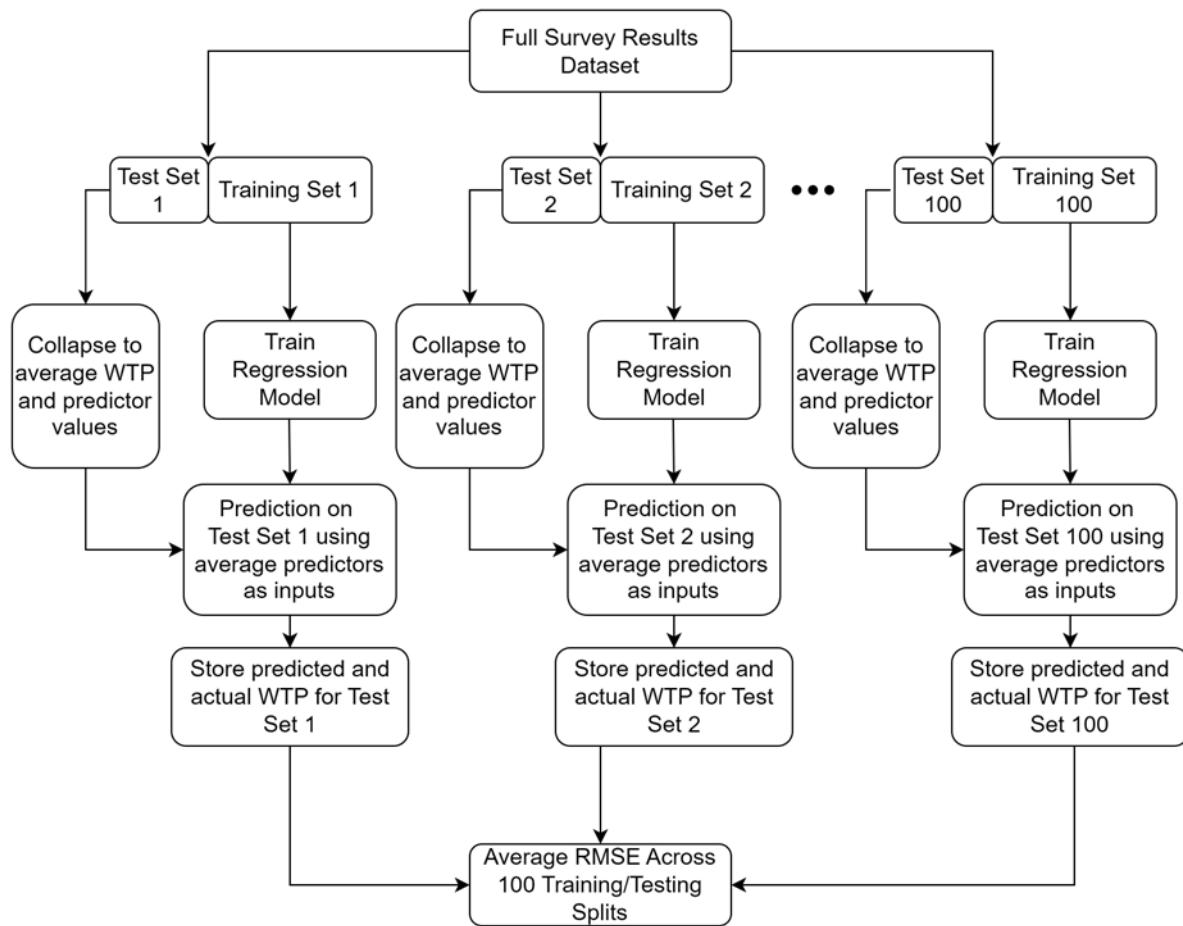 Full Survey Results
Dataset
Test Set
1
Training Set 1
Test Set
2
Training Set 2
Test Set
100
Training Set
100
Collapse to
average WTP
and predictor
values
Train
Regression
Model
Collapse to
average WTP
and predictor
values
Train
Regression
Model
Collapse to
average WTP
and predictor
values
Train
Regression
Model
Prediction on
Test Set 1 using
average predictors
as inputs
Prediction on
Test Set 2 using
average predictors
as inputs
Prediction on
Test Set 100 using
average predictors
as inputs
Store predicted and
actual WTP for Test
Set 1
Store predicted and
actual WTP for Test
Set 2
Store predicted and
actual WTP for Test
Set 100
Average RMSE Across
100 Training/Testing
Splits